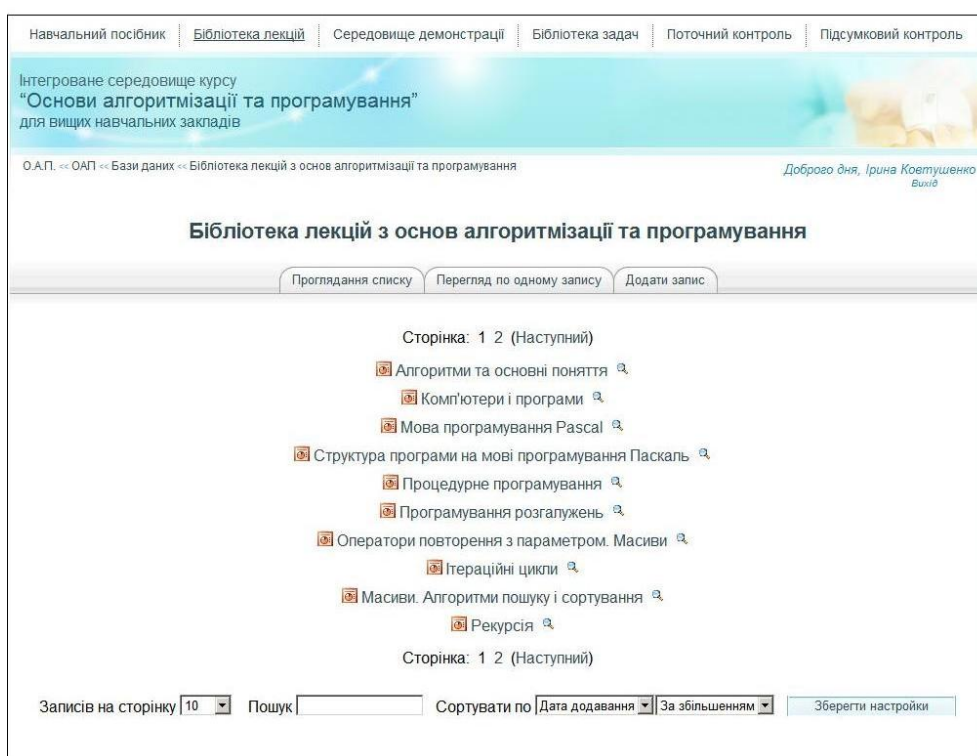 Навчальний посібник Бібліотека лекцій Середовище демонстрації Бібліотека задач Поточний контроль Підсумковий контроль
Інтегроване середовище курсу
“Основи алгоритмізації та програмування”
для вищих навчальних закладів
О.А.П. << ОАП << Бази даних << Бібліотека лекцій з основ алгоритмізації та програмування
Доброго дня, Ірина Ковтушенко
Вихід
Бібліотека лекцій з основ алгоритмізації та програмування
Проглядання списку Перегляд по одному запису Додати запис
Сторінка: 1 2 (Наступний)
Алгоритми та основні поняття
Комп'ютери і програми
Мова програмування Pascal
Структура програми на мові програмування Паскаль
Процедурне програмування
Програмування розгалужень
Оператори повторення з параметром. Масиви
Ітераційні цикли
Масиви. Алгоритми пошуку і сортування
Рекурсія
Сторінка: 1 2 (Наступний)
Записів на сторінку 10 Пошук Сортувати по Дата додавання За збільшенням Зберегти настройки